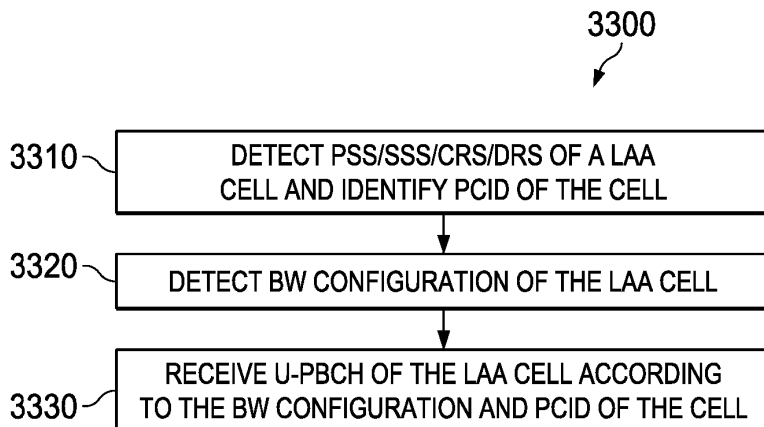 3300
3310
DETECT PSS/SSS/CRS/DRS OF A LAA
CELL AND IDENTIFY PCID OF THE CELL
3320
DETECT BW CONFIGURATION OF THE LAA CELL
3330
RECEIVE U-PBCH OF THE LAA CELL ACCORDING
TO THE BW CONFIGURATION AND PCID OF THE CELL